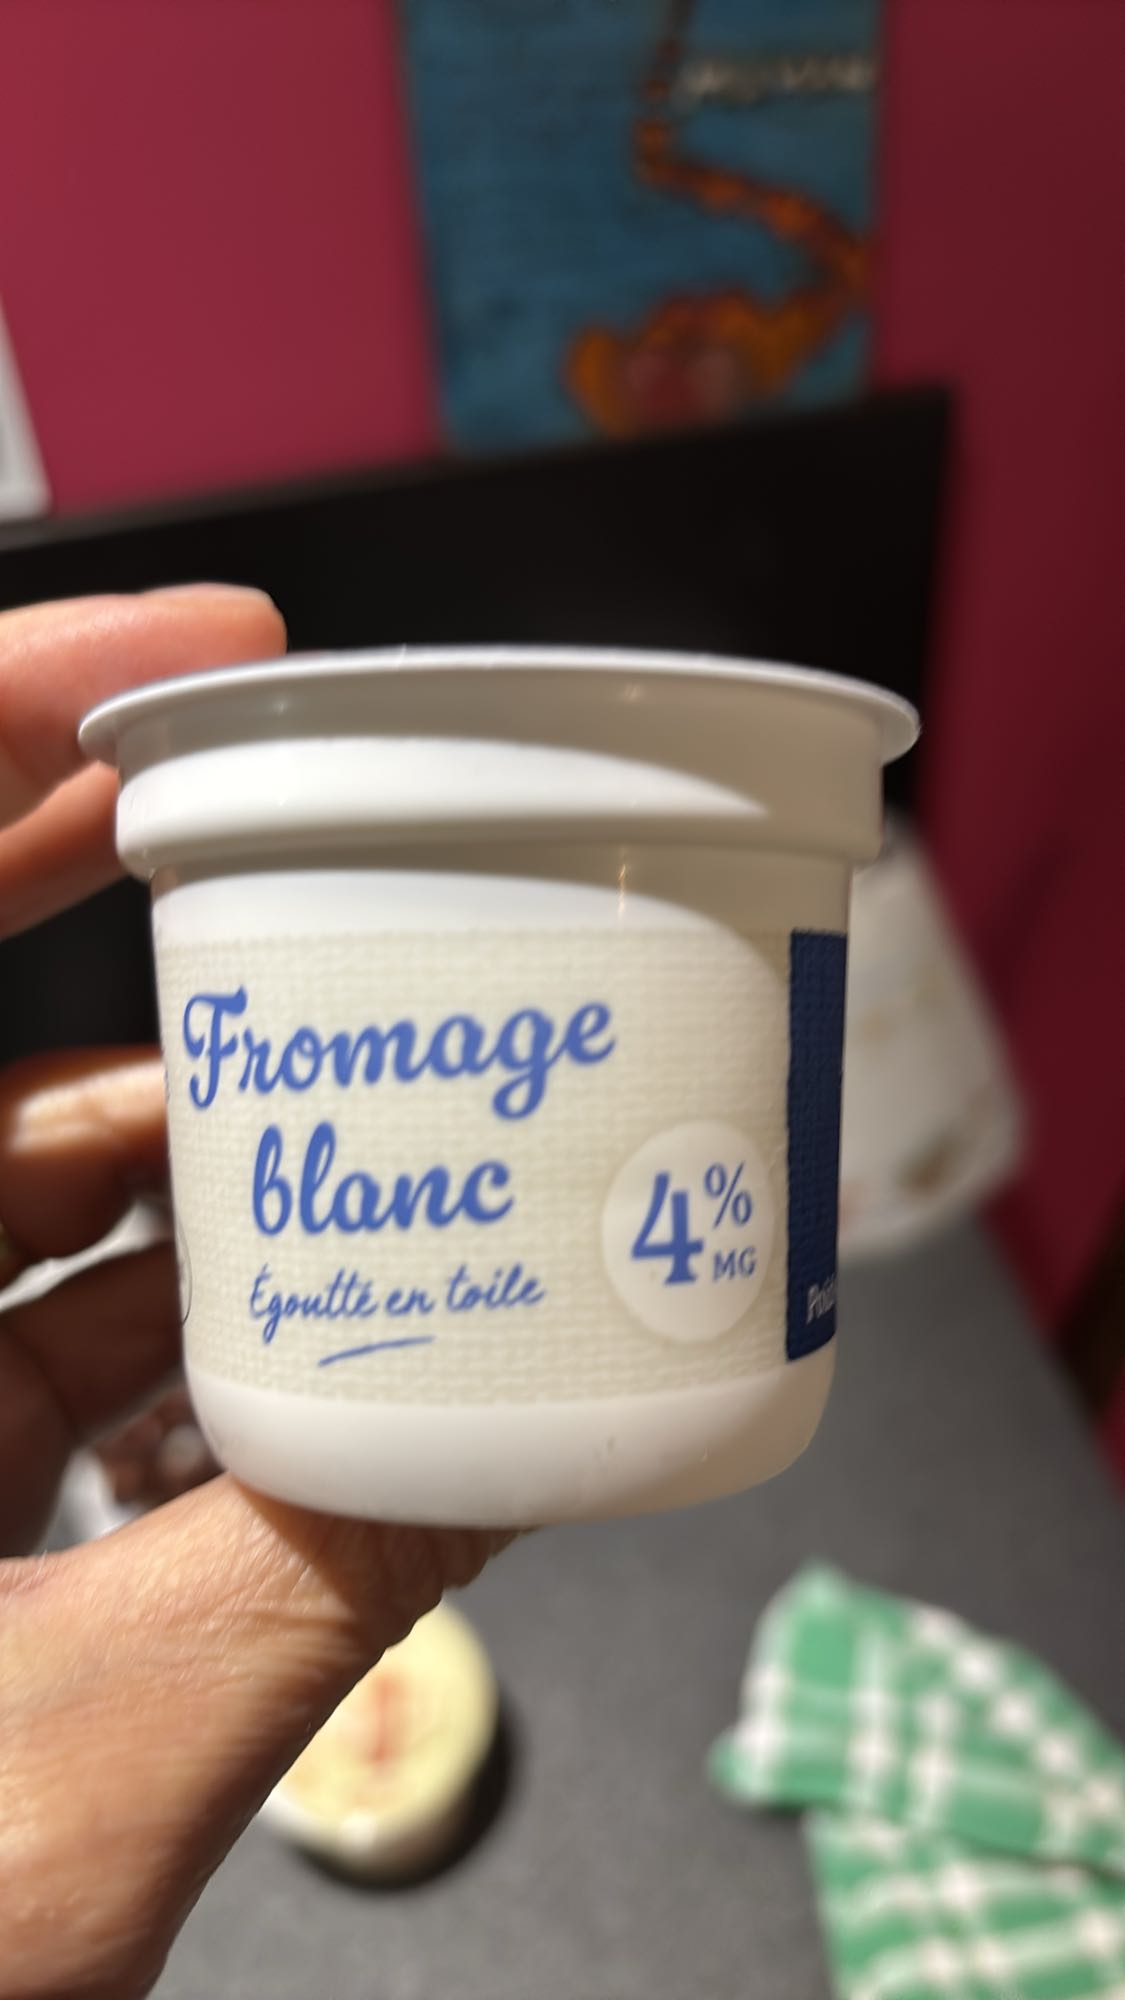 Fromage
blanc
Égoutté en toile
4%
MG